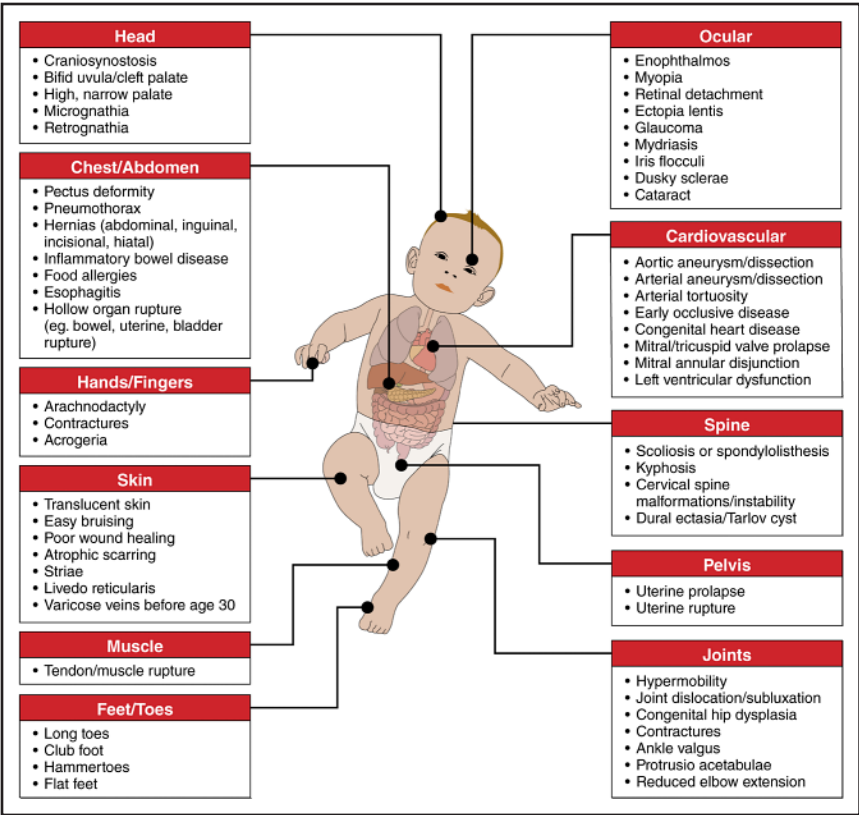 Head
• Craniosynostosis
• Bifid uvula/cleft palate
• High, narrow palate
• Micrognathia
• Retrognathia
Chest/Abdomen
• Pectus deformity
• Pneumothorax
• Hernias (abdominal, inguinal,
incisional, hiatal)
• Inflammatory bowel disease
• Food allergies
• Esophagitis
• Hollow organ rupture
(eg. bowel, uterine, bladder
rupture)
Hands/Fingers
• Arachnodactyly
• Contractures
• Acrogeria
Skin
• Translucent skin
• Easy bruising
• Poor wound healing
• Atrophic scarring
• Striae
• Livedo reticularis
• Varicose veins before age 30
Muscle
• Tendon/muscle rupture
Feet/Toes
• Long toes
• Club foot
• Hammertoes
• Flat feet
Ocular
• Enophthalmos
• Myopia
• Retinal detachment
• Ectopia lentis
• Glaucoma
• Mydriasis
• Iris flocculi
• Dusky sclerae
• Cataract
Cardiovascular
• Aortic aneurysm/dissection
• Arterial aneurysm/dissection
• Arterial tortuosity
• Early occlusive disease
• Congenital heart disease
• Mitral/tricuspid valve prolapse
• Mitral annular disjunction
• Left ventricular dysfunction
Spine
• Scoliosis or spondylolisthesis
• Kyphosis
• Cervical spine
malformations/instability
• Dural ectasia/Tarlov cyst
Pelvis
• Uterine prolapse
• Uterine rupture
Joints
• Hypermobility
• Joint dislocation/subluxation
• Congenital hip dysplasia
• Contractures
• Ankle valgus
• Protrusio acetabulae
• Reduced elbow extension